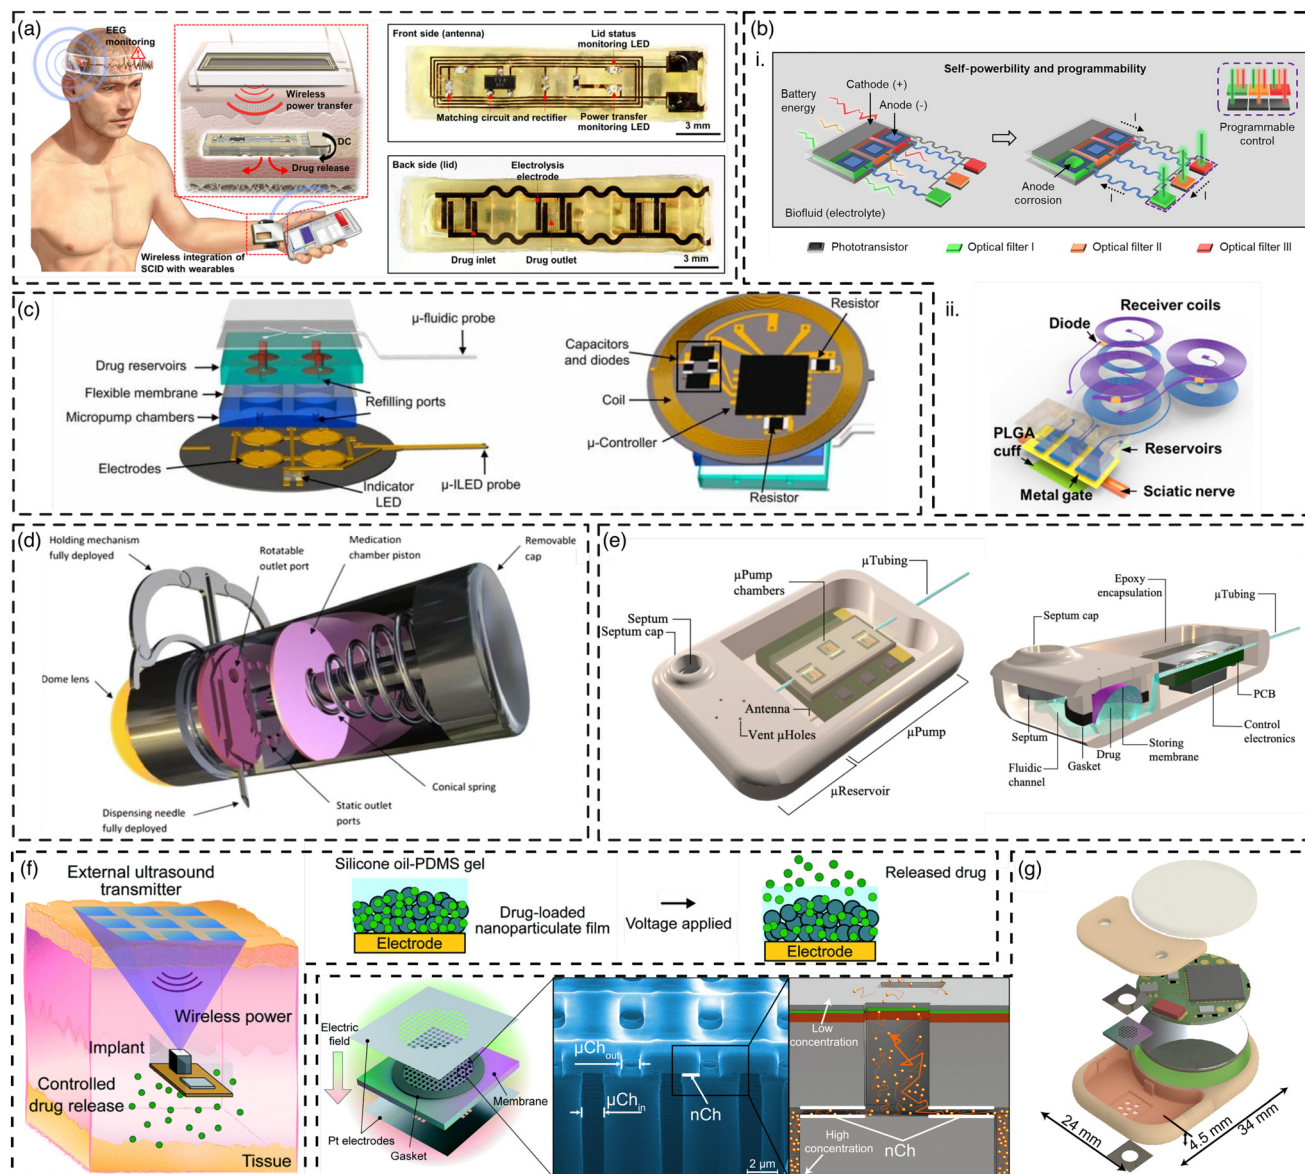 (a)
EEG
monitoring
Wireless
power transfer
DC
Drug release
Wireless integration of
SCID with wearables
Front side (antenna)
Lid status
monitoring LED
Matching circuit and rectifier
Power transfer
monitoring LED
3 mm
Back side (lid)
Electrolysis
electrode
Drug inlet
Drug outlet
3 mm
(b)
i.
Self-powerbility and programmability
Battery
energy
Cathode (+)
Anode (-)
Anode
corrosion
Biofluid (electrolyte)
I
I
I
Programmable
control
Phototransistor
Optical filter I
Optical filter II
Optical filter III
ii.
Receiver coils
Diode
PLGA
cuff
Reservoirs
Metal gate
Sciatic nerve
(c)
μ-fluidic probe
Drug reservoirs
Flexible membrane
Refilling ports
Micropump chambers
Electrodes
Indicator
LED
μ-ILED probe
Resistor
Capacitors
and diodes
Coil
μ-Controller
Resistor
(d)
Holding mechanism
fully deployed
Rotatable
outlet port
Medication
chamber piston
Removable
cap
Dome lens
Conical spring
Static outlet
ports
Dispensing needle
fully deployed
(e)
μTubing
μPump
chambers
Septum
Septum cap
Antenna
Vent μHoles
μPump
μReservoir
Epoxy
encapsulation
μTubing
Septum cap
PCB
Control
electronics
Septum
Storing
membrane
Drug
Gasket
Fluidic
channel
(f)
External ultrasound
transmitter
Wireless power
Implant
Controlled
drug release
Tissue
Silicone oil-PDMS gel
Drug-loaded
nanoparticulate film
Electrode
Voltage applied
Released drug
Electrode
Electric
field
Membrane
Pt electrodes
Gasket
μCh out
nCh
μCh in
2 μm
Low
concentration
High
concentration
nCh
(g)
24 mm
4.5 mm
34 mm